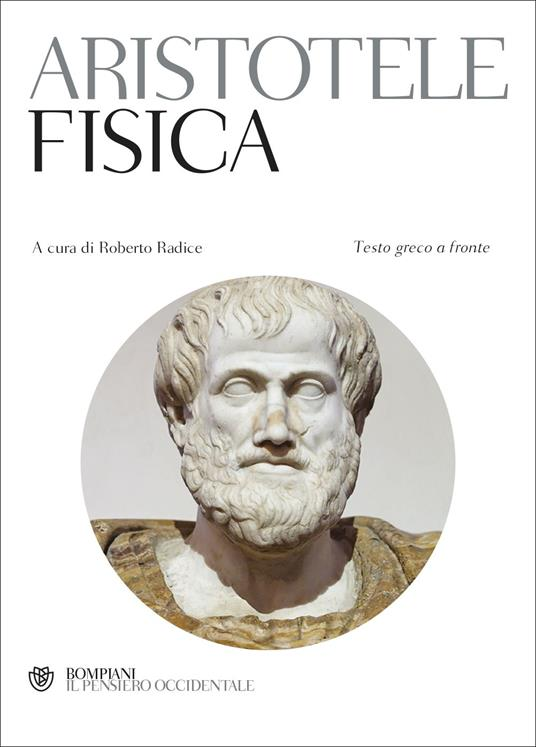 ARISTOTELE
FISICA
A cura di Roberto Radice
Testo greco a fronte
BOMPIANI
IL PENSIERO OCCIDENTALE